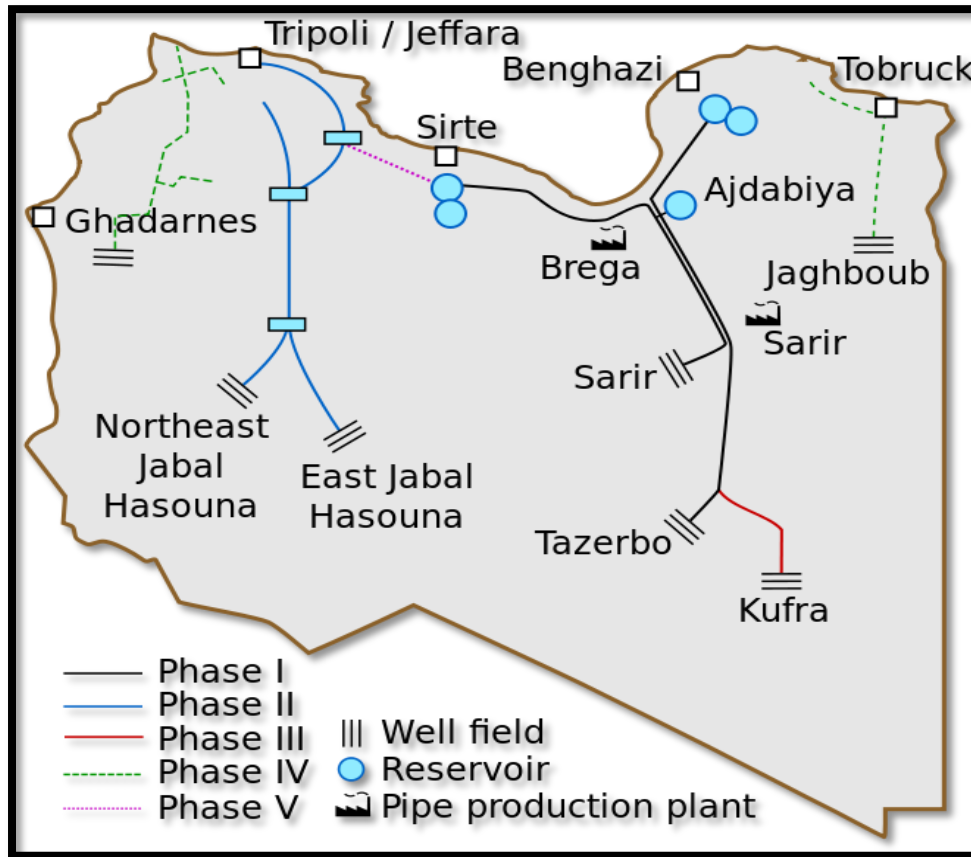 Tripoli / Jeffara
Benghazi
Tobruck
Sirte
Ghadarnes
Ajdabiya
Brega
Jaghboub
Sarir
Sarir
Northeast
Jabal
Hasouna
East Jabal
Hasouna
Tazerbo
Kufra
Phase I
Phase II
Phase III
Phase IV
Phase V
Well field
Reservoir
Pipe production plant